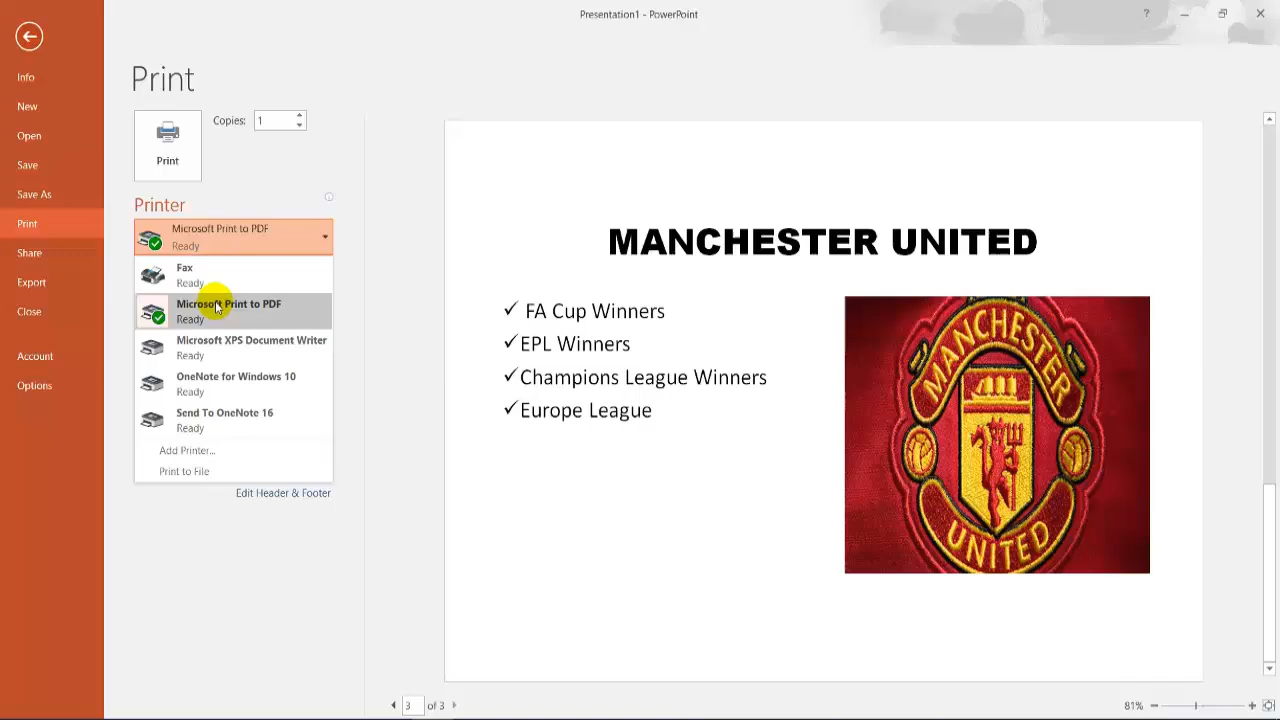 Presentation1 - PowerPoint
?
Info
New
Open
Save
Save As
Print
Share
Export
Close
Account
Options
Print
Print
Copies: 1
Printer
Microsoft Print to PDF
Ready
Fax
Ready
Microsoft Print to PDF
Ready
Microsoft XPS Document Writer
Ready
OneNote for Windows 10
Ready
Send To OneNote 16
Ready
Add Printer...
Print to File
Edit Header & Footer
MANCHESTER UNITED
✓ FA Cup Winners
✓EPL Winners
✓Champions League Winners
✓Europe League
MANCHESTER
UNITED
3 of 3
81%